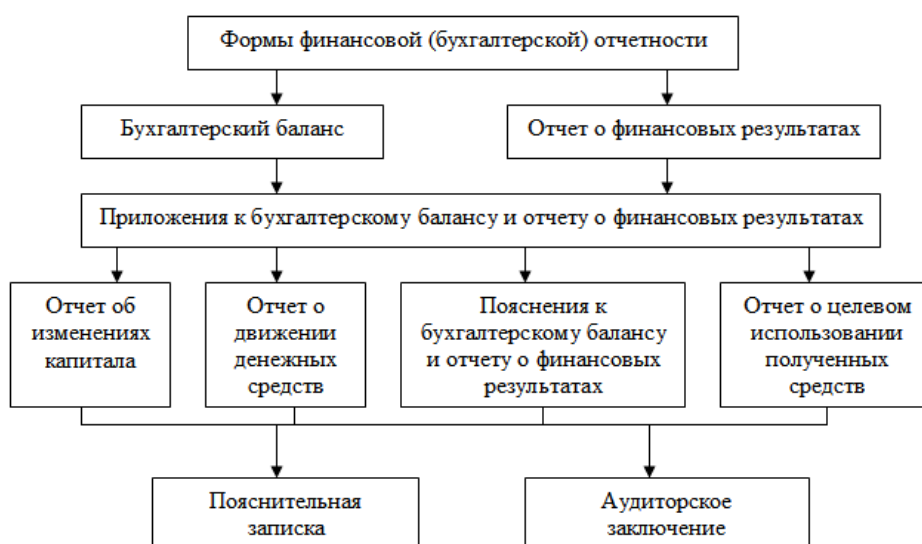 Формы финансовой (бухгалтерской) отчетности
Бухгалтерский баланс
Отчет о финансовых результатах
Приложения к бухгалтерскому балансу и отчету о финансовых результатах
Отчет об
изменениях
капитала
Отчет о
движении
денежных
средств
Пояснения к
бухгалтерскому балансу
и отчету о финансовых
результатах
Отчет о целевом
использовании
полученных
средств
Пояснительная
записка
Аудиторское
заключение